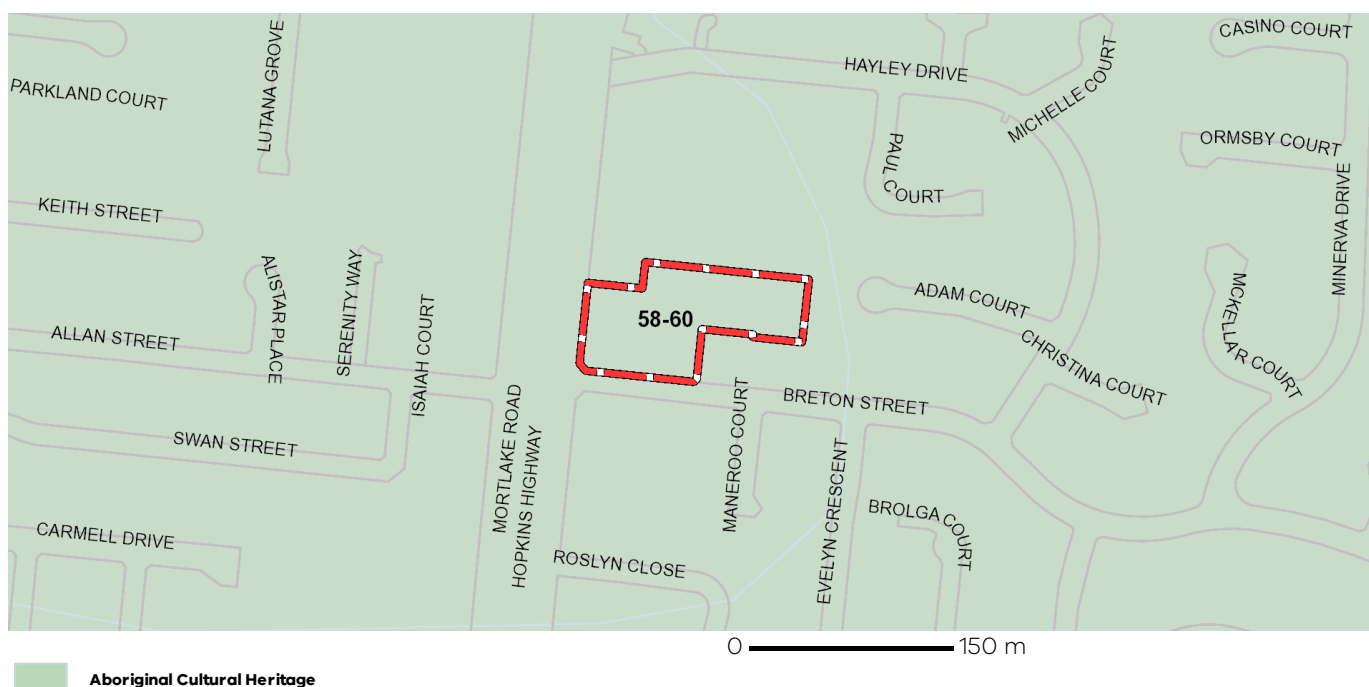 CASINO COURT
LUTANA GROVE
HAYLEY DRIVE
MICHELLE COURT
PARKLAND COURT
ORMSBY COURT
PAUL COURT
MINERVA DRIVE
KEITH STREET
ALISTAR PLACE
SERENITY WAY
ISAIAH COURT
58-60
ADAM COURT
MCKELLAR COURT
ALLAN STREET
CHRISTINA COURT
MORTLAKE ROAD
HOPKINS HIGHWAY
MANEROO COURT
BRETON STREET
SWAN STREET
EVELYN CRESCENT
BROLGA COURT
CARMELL DRIVE
ROSLYN CLOSE
0 150 m
Aboriginal Cultural Heritage